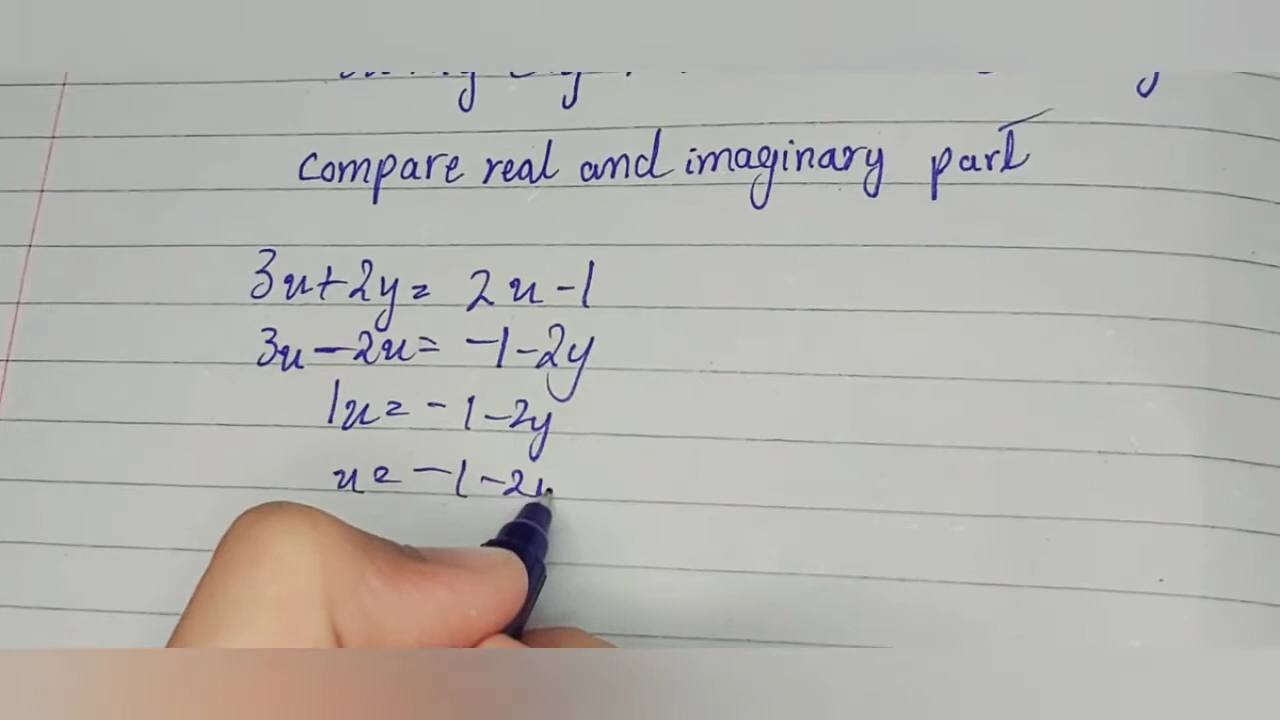 compare real and imaginary part
3x+2y= 2x-1
3x-2x= -1-2y
1x= -1-2y
x= -1-2y